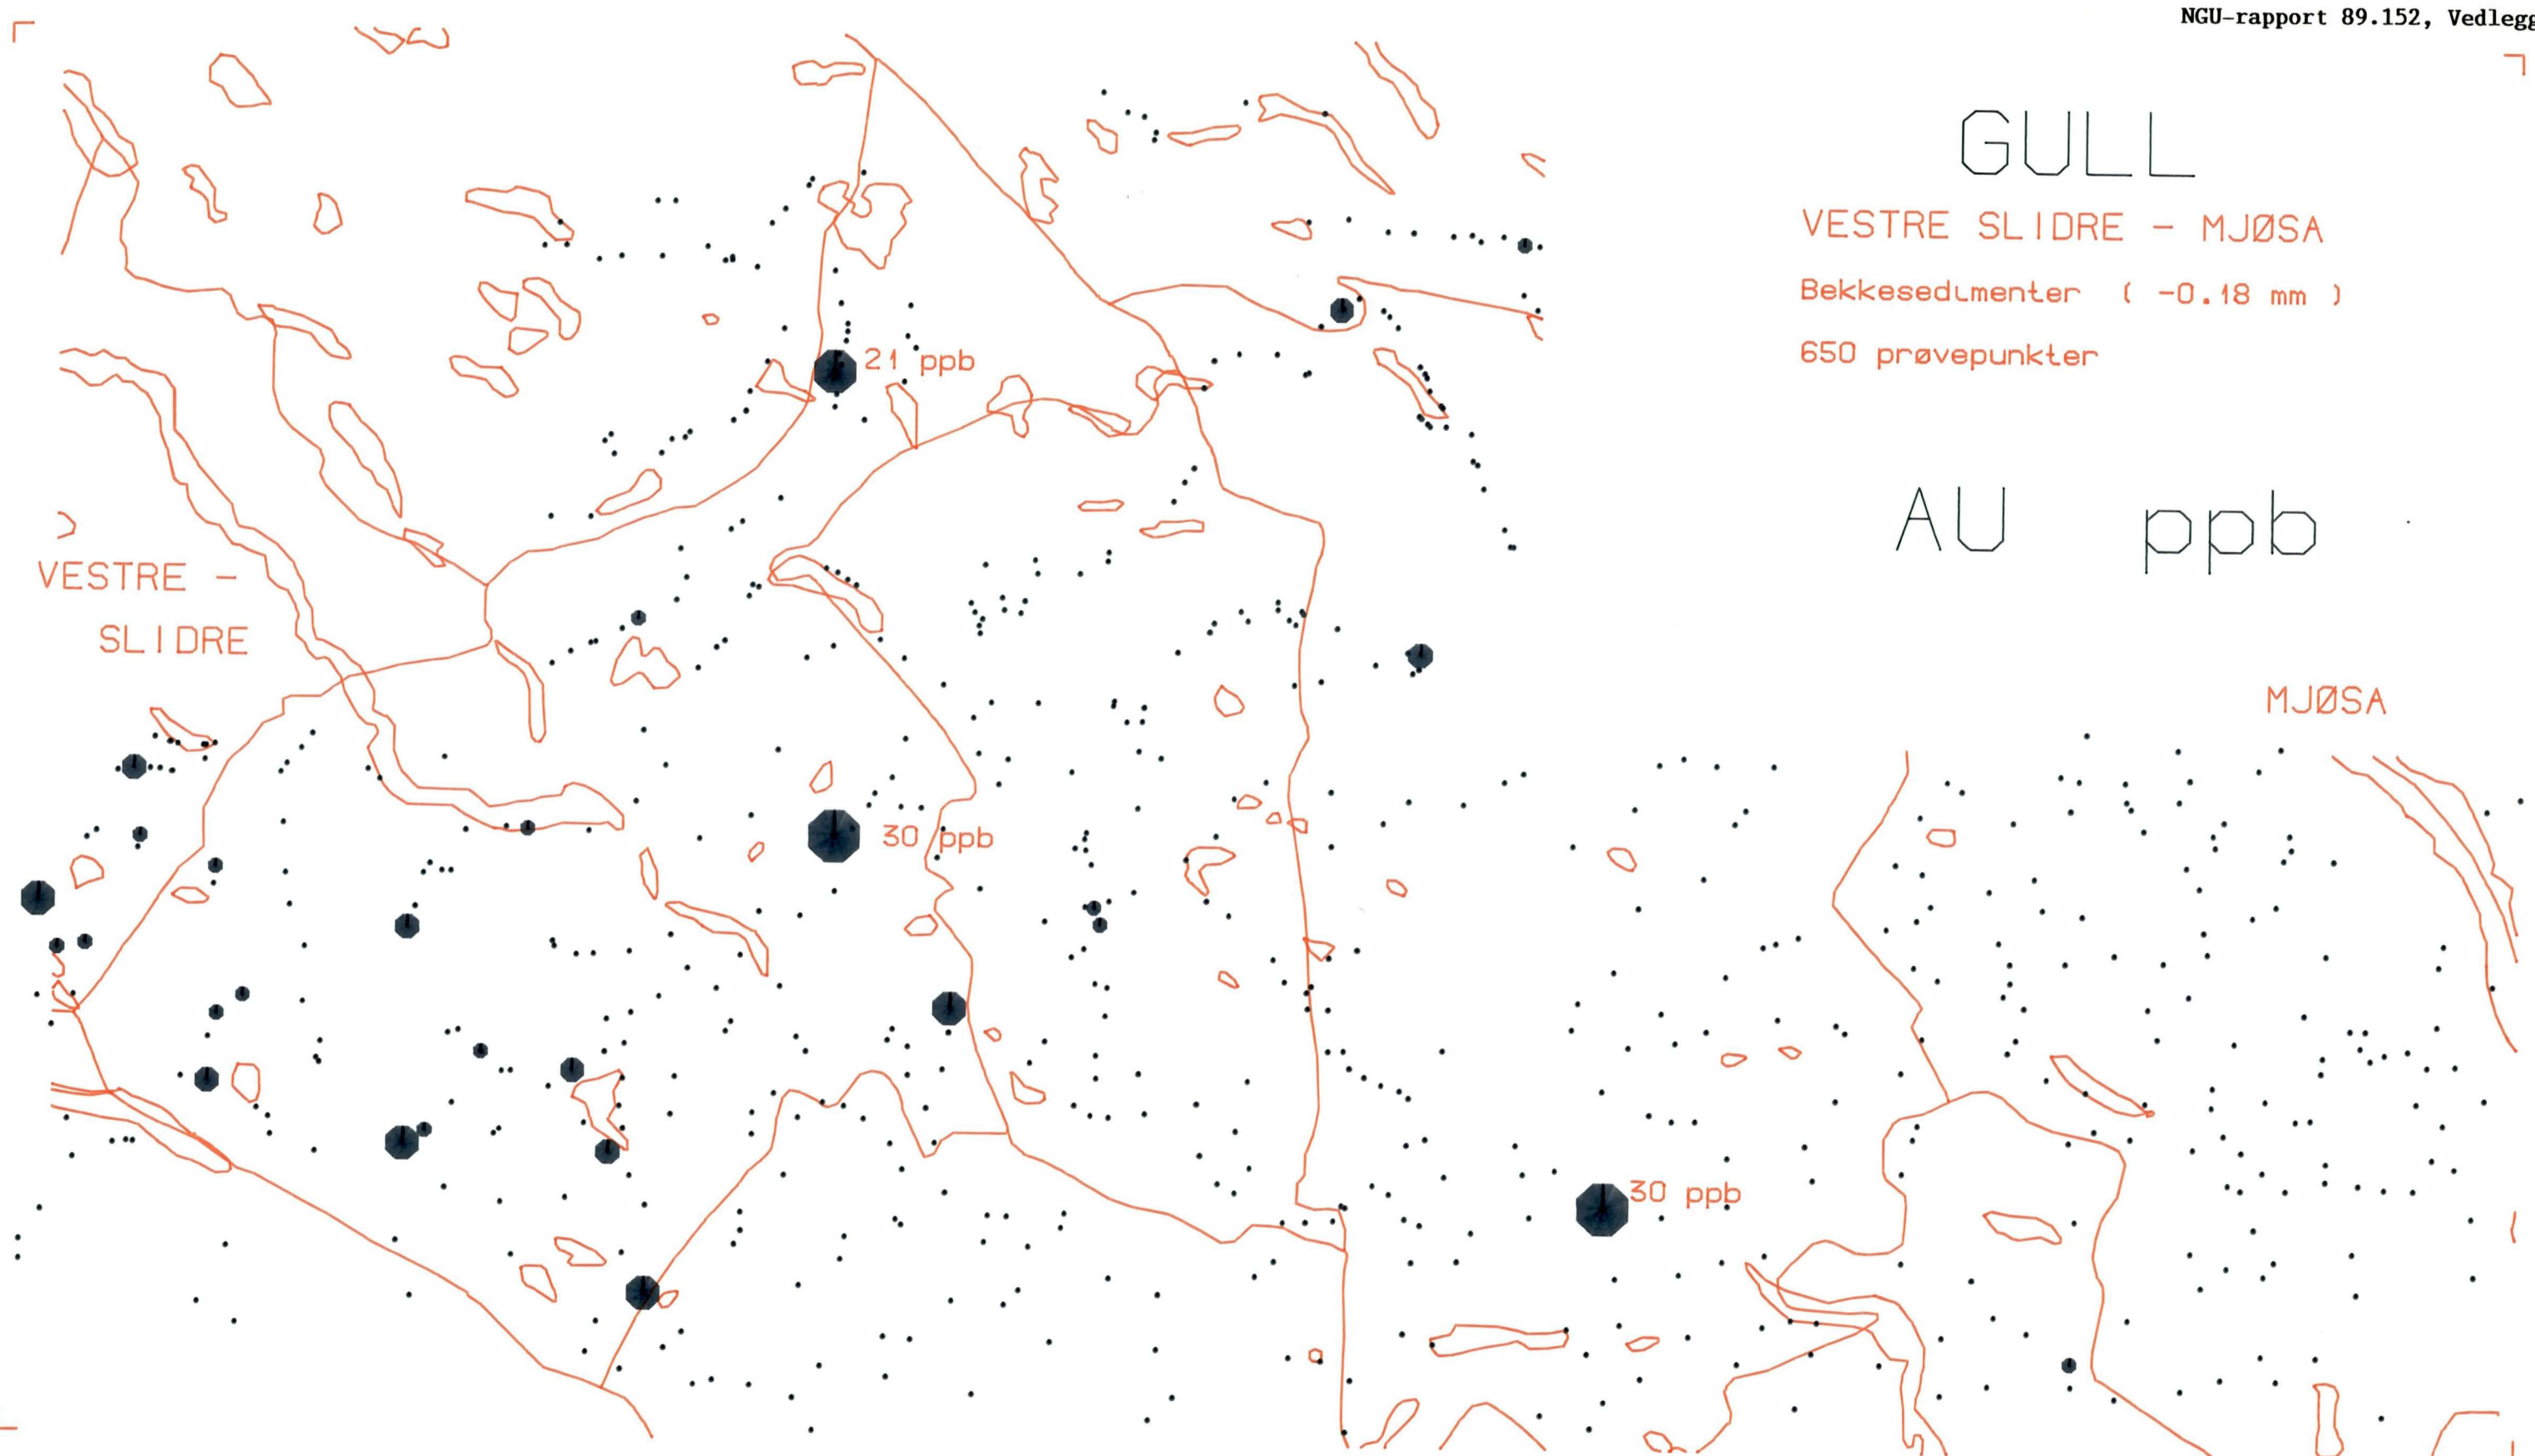 NGU-rapport 89.152, Vedlegg
GULL
VESTRE SLIDRE - MJØSA
Bekkesedimenter ( -0.18 mm )
650 prøvepunkter
21 ppb
AU ppb
VESTRE -
SLIDRE
MJØSA
30 ppb
30 ppb